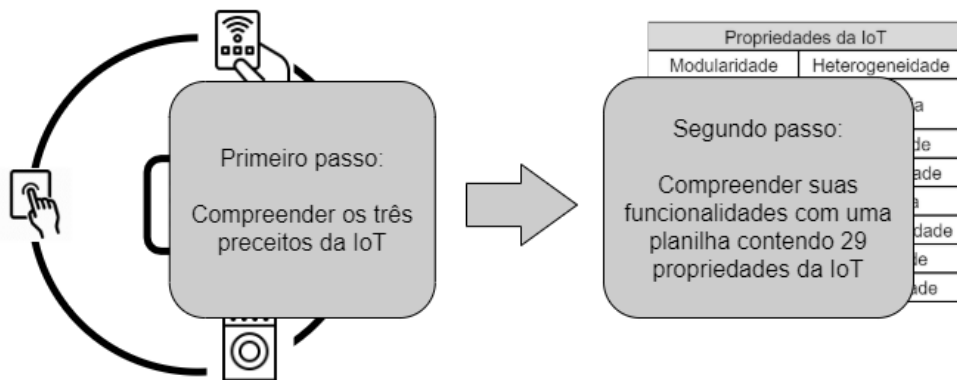 Primeiro passo:
Compreender os três
preceitos da IoT
Propriedades da IoT
Modularidade Heterogeneidade
Segundo passo:
Compreender suas
funcionalidades com uma
planilha contendo 29
propriedades da IoT